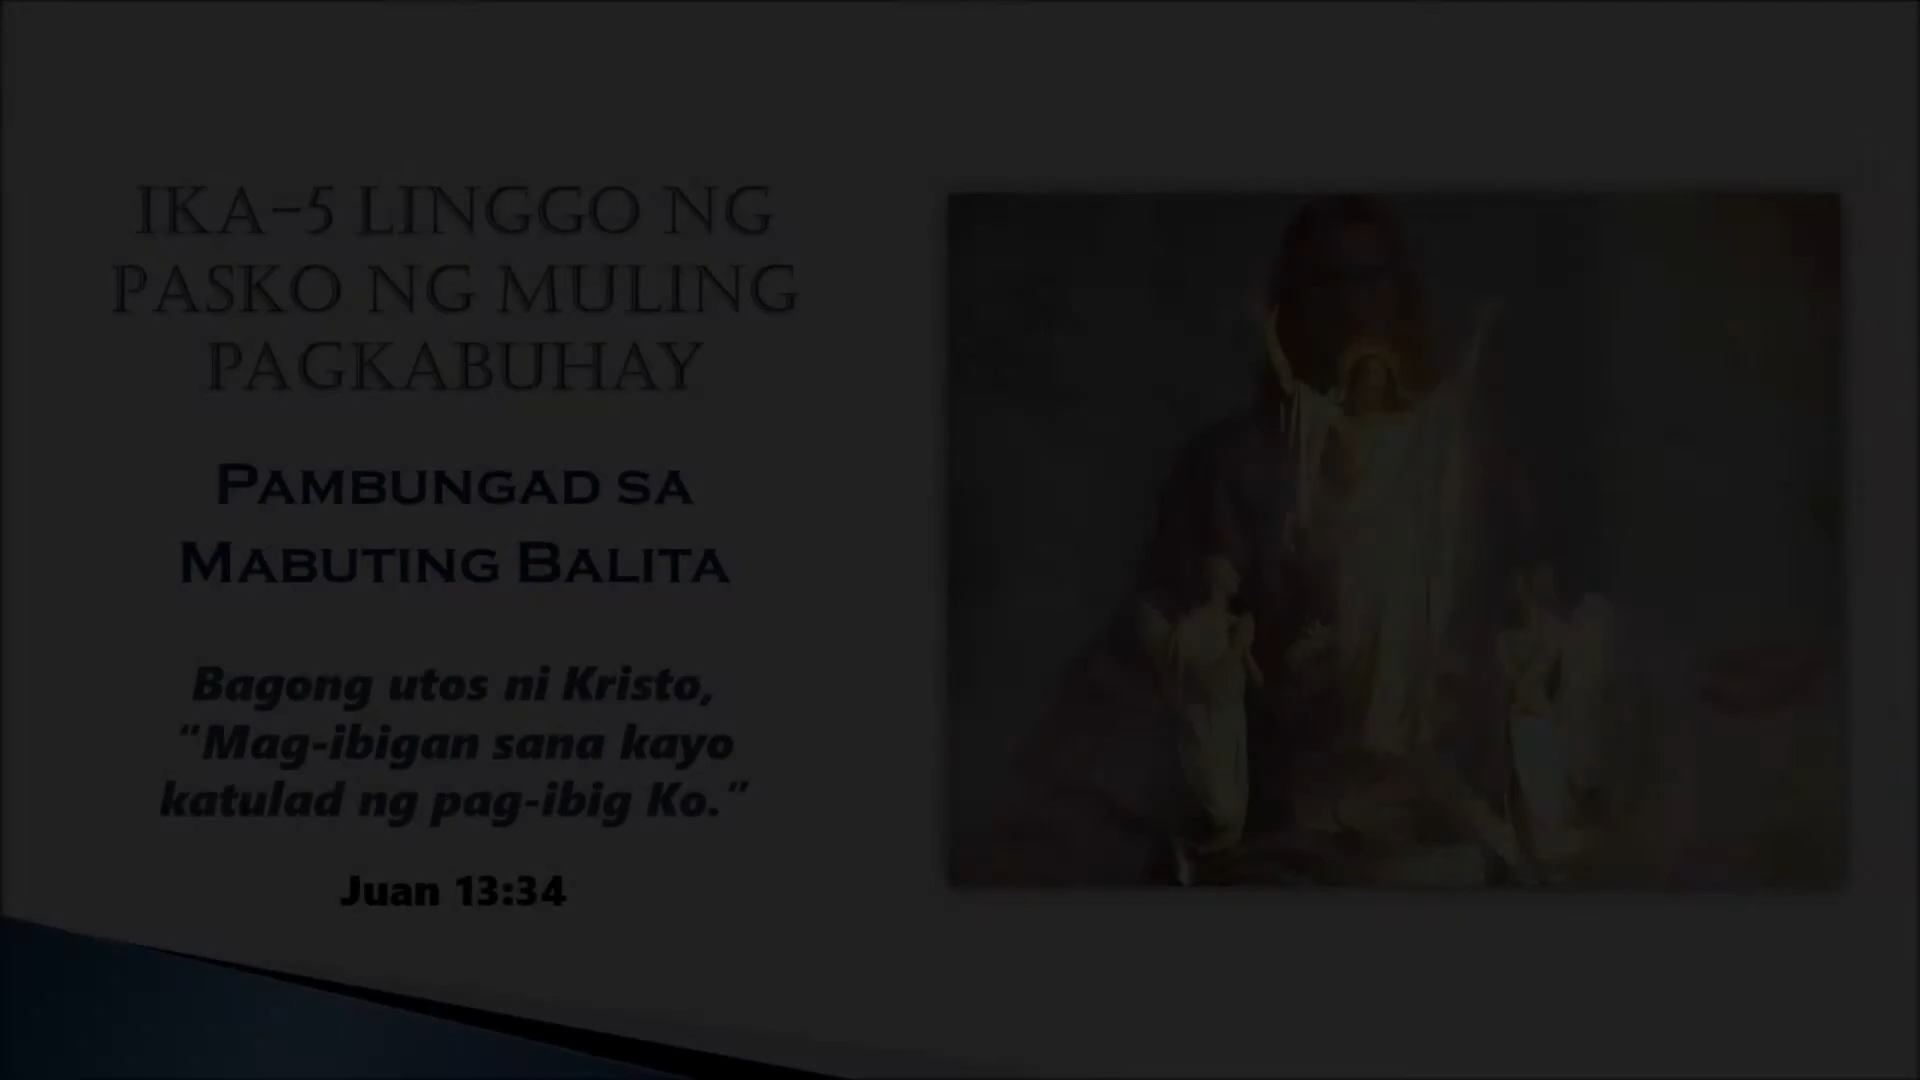 IKA-5 LINGGO NG
PASKO NG MULING
PAGKABUHAY
PAMBUNGAD SA
MABUTING BALITA
Bagong utos ni Kristo,
“Mag-ibigan sana kayo
katulad ng pag-ibig Ko.”
Juan 13:34